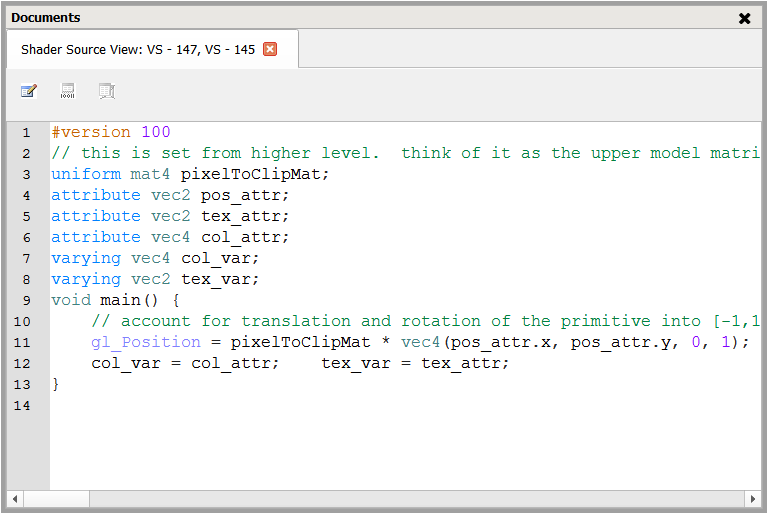 Documents
Shader Source View: VS - 147, VS - 145
1 #version 100
2 // this is set from higher level.  think of it as the upper model matri
3 uniform mat4 pixelToClipMat;
4 attribute vec2 pos_attr;
5 attribute vec2 tex_attr;
6 attribute vec4 col_attr;
7 varying vec4 col_var;
8 varying vec2 tex_var;
9 void main() {
10     // account for translation and rotation of the primitive into [-1,1
11     gl_Position = pixelToClipMat * vec4(pos_attr.x, pos_attr.y, 0, 1);
12     col_var = col_attr;    tex_var = tex_attr;
13 }
14